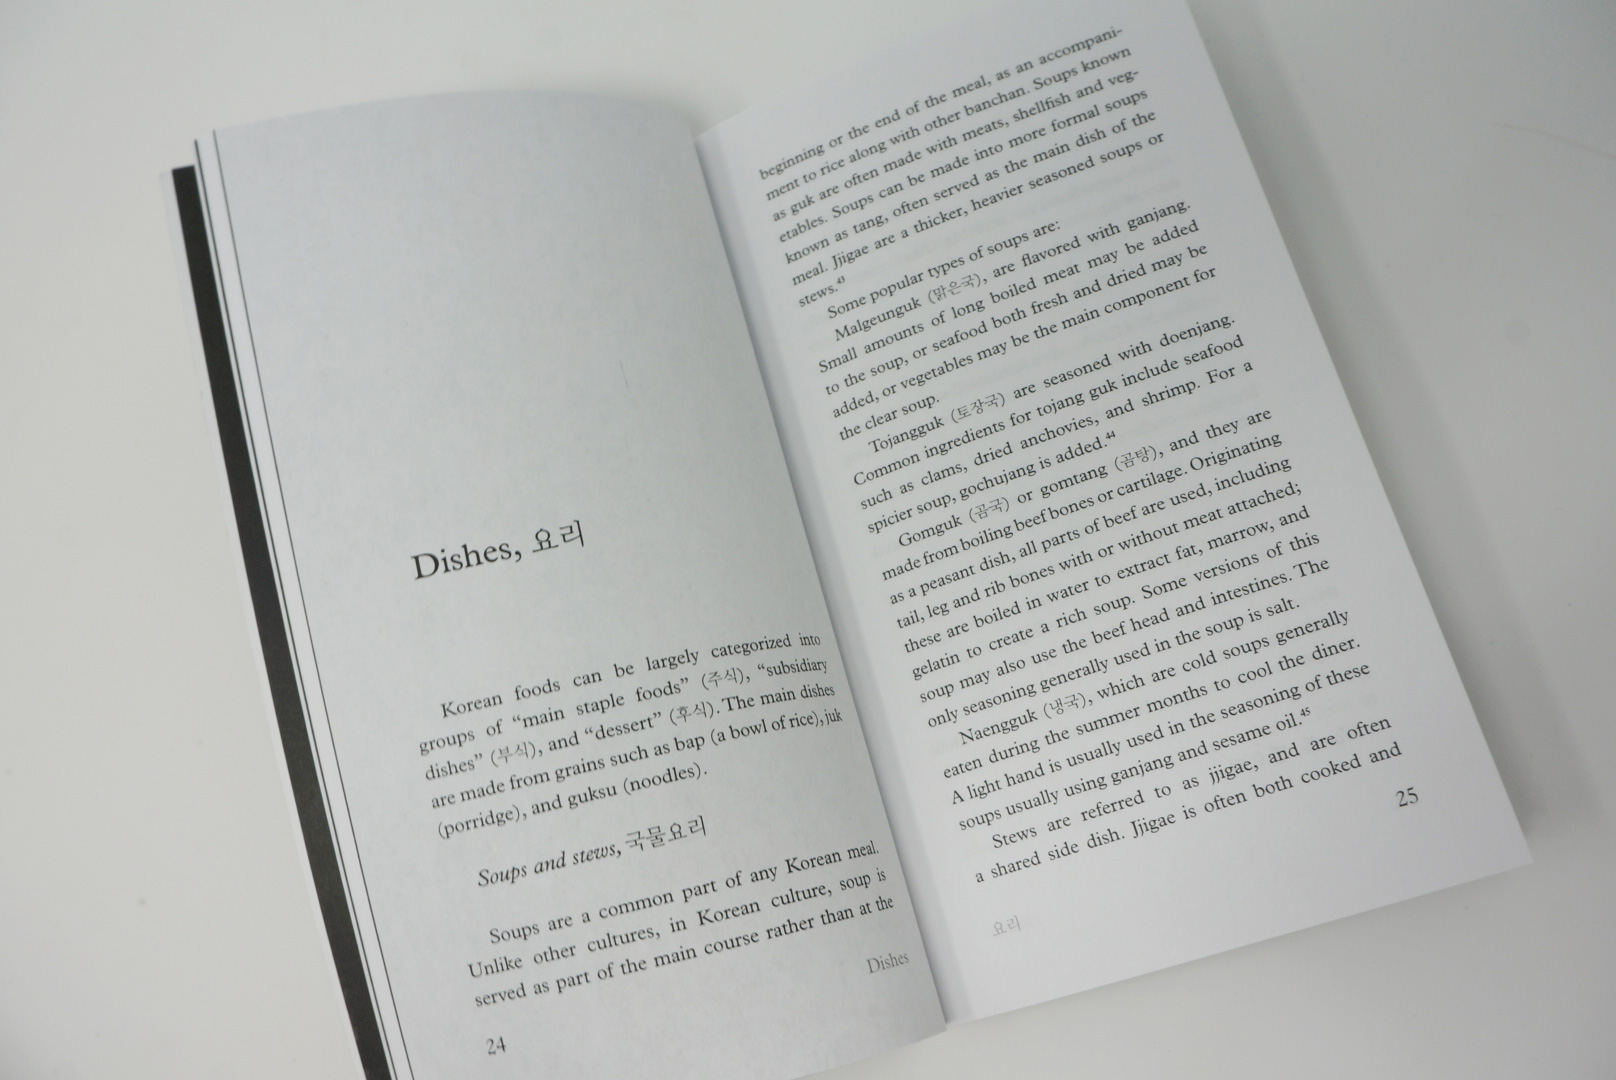 Dishes, 요리
Korean foods can be largely categorized into
groups of “main staple foods” (주식), “subsidiary
dishes” (부식), and “dessert” (후식). The main dishes
are made from grains such as bap (a bowl of rice), juk
(porridge), and guksu (noodles).
Soups and stews, 국물요리
Soups are a common part of any Korean meal.
Unlike other cultures, in Korean culture, soup is
served as part of the main course rather than at the
Dishes
24
beginning or the end of the meal, as an accompani-
ment to rice along with other banchan. Soups known
as guk are often made with meats, shellfish and veg-
etables. Soups can be made into more formal soups
known as tang, often served as the main dish of the
meal. Jjigae are a thicker, heavier seasoned soups or
stews.43
Some popular types of soups are:
Malgeunguk (맑은국), are flavored with ganjang.
Small amounts of long boiled meat may be added
to the soup, or seafood both fresh and dried may be
added, or vegetables may be the main component for
the clear soup.
Tojangguk (토장국) are seasoned with doenjang.
Common ingredients for tojang guk include seafood
such as clams, dried anchovies, and shrimp. For a
spicier soup, gochujang is added.44
Gomguk (곰국) or gomtang (곰탕), and they are
made from boiling beef bones or cartilage. Originating
as a peasant dish, all parts of beef are used, including
tail, leg and rib bones with or without meat attached;
these are boiled in water to extract fat, marrow, and
gelatin to create a rich soup. Some versions of this
soup may also use the beef head and intestines. The
only seasoning generally used in the soup is salt.
Naengguk (냉국), which are cold soups generally
eaten during the summer months to cool the diner.
A light hand is usually used in the seasoning of these
soups usually using ganjang and sesame oil.45
Stews are referred to as jjigae, and are often
a shared side dish. Jjigae is often both cooked and
25
요리